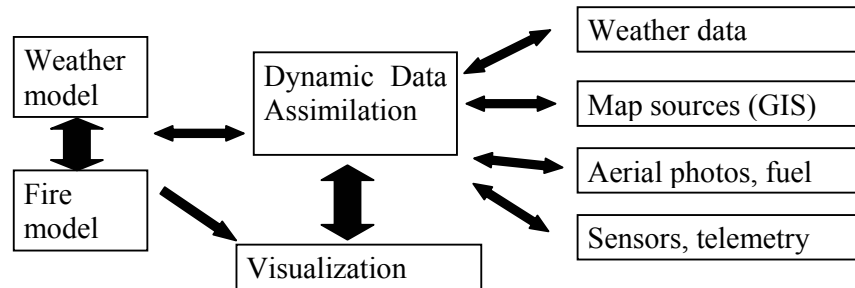 Weather
model
Fire
model
Dynamic Data
Assimilation
Visualization
Weather data
Map sources (GIS)
Aerial photos, fuel
Sensors, telemetry